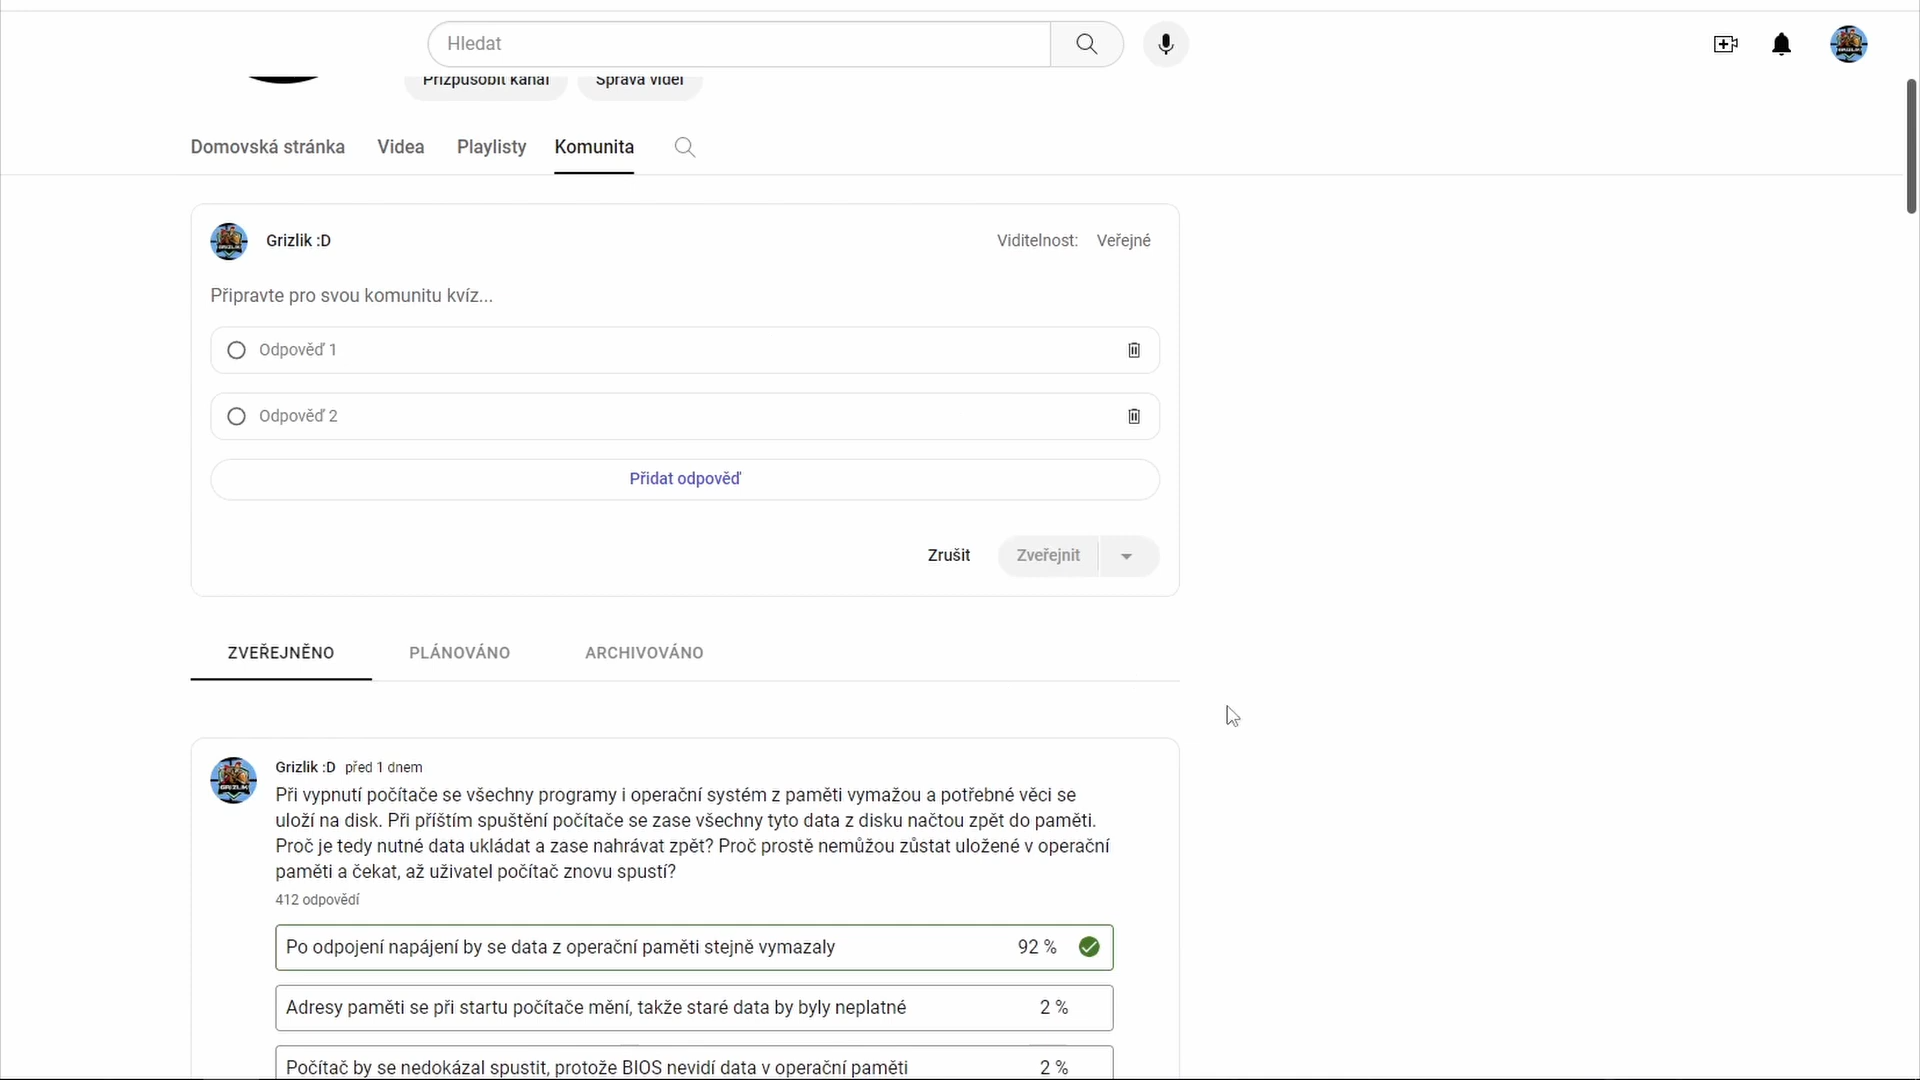 Hledat
Přizpůsobit kanál
Správa videí
Domovská stránka
Videa
Playlisty
Komunita
Grizlik :D
Viditelnost: Veřejné
Připravte pro svou komunitu kvíz...
Odpověď 1
Odpověď 2
Přidat odpověď
Zrušit
Zveřejnit
ZVEŘEJNĚNO
PLÁNOVÁNO
ARCHIVOVÁNO
Grizlik :D před 1 dnem
Při vypnutí počítače se všechny programy i operační systém z paměti vymažou a potřebné věci se
uloží na disk. Při příštím spuštění počítače se zase všechny tyto data z disku načtou zpět do paměti.
Proč je tedy nutné data ukládat a zase nahrávat zpět? Proč prostě nemůžou zůstat uložené v operační
paměti a čekat, až uživatel počítač znovu spustí?
412 odpovědí
Po odpojení napájení by se data z operační paměti stejně vymazaly 92 %
Adresy paměti se při startu počítače mění, takže staré data by byly neplatné 2 %
Počítač by se nedokázal spustit, protože BIOS nevidí data v operační paměti 2 %